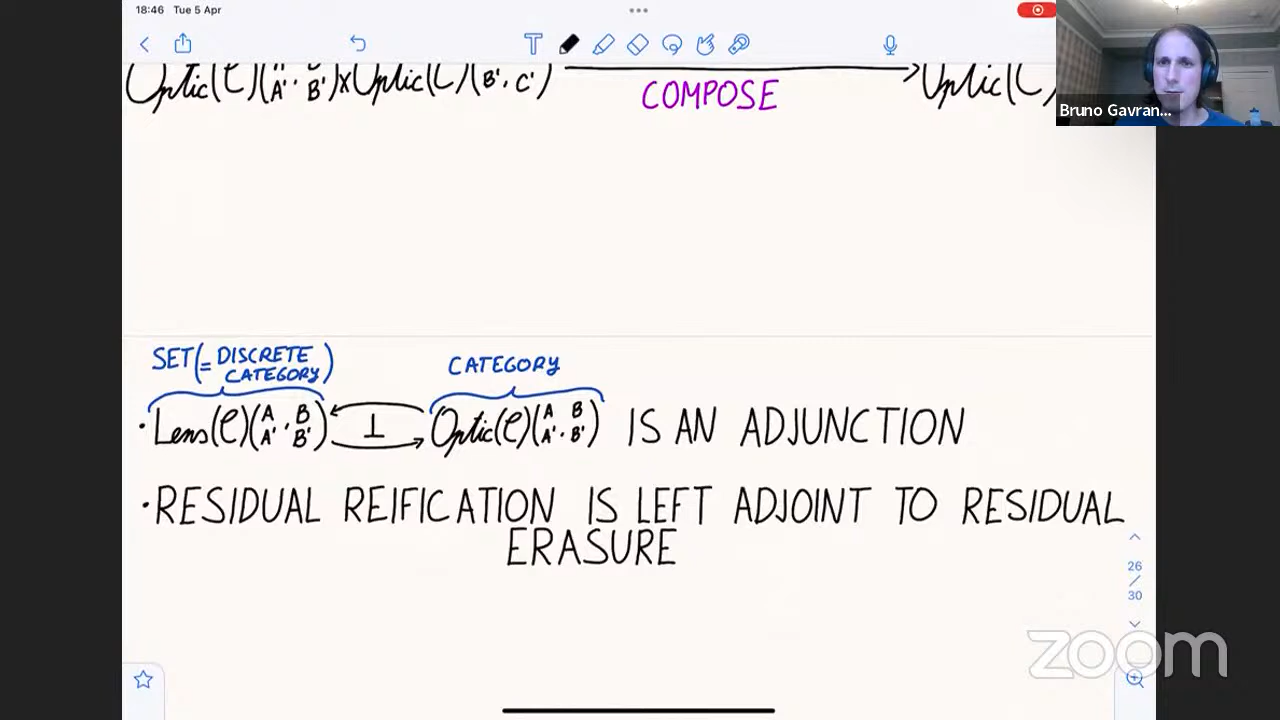 18:46 Tue 5 Apr
Optic(C)(A' , B')×Optic(C)(B' , C') Optic(C)
COMPOSE
Bruno Gavran...
SET(= DISCRETE CATEGORY) CATEGORY
· Lens(C)(A A' , B B') ⊥ Optic(C)(A A' , B B') IS AN ADJUNCTION
· RESIDUAL REIFICATION IS LEFT ADJOINT TO RESIDUAL
ERASURE
26
/
30
zoom